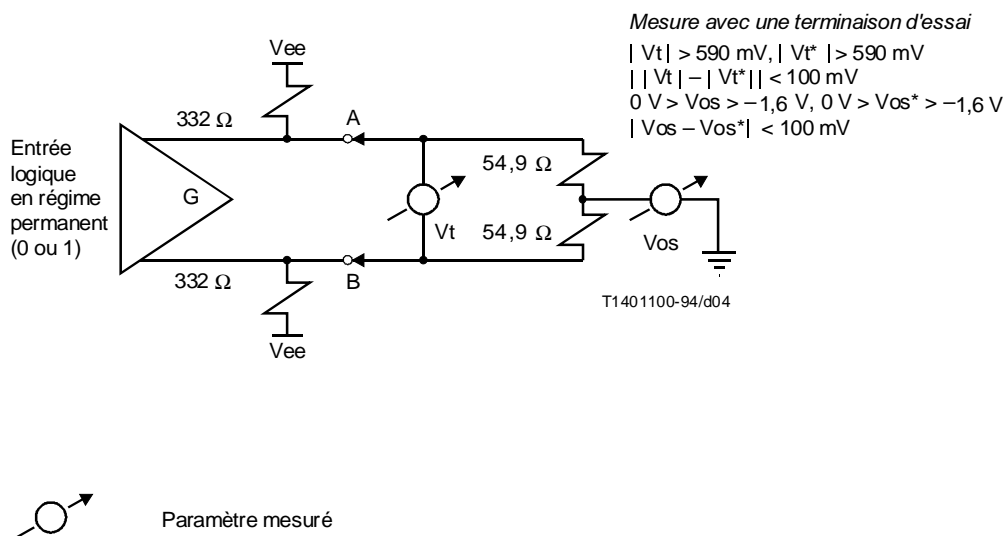 Mesure avec une terminaison d'essai
| Vt | > 590 mV, | Vt* | > 590 mV
| | Vt | – | Vt* | | < 100 mV
0 V > Vos > –1,6 V, 0 V > Vos* > –1,6 V
| Vos – Vos* | < 100 mV
Vee
332 Ω
A
54,9 Ω
Entrée
logique
en régime
permanent
(0 ou 1)
G
Vt
54,9 Ω
Vos
332 Ω
B
Vee
T1401100-94/d04
Paramètre mesuré